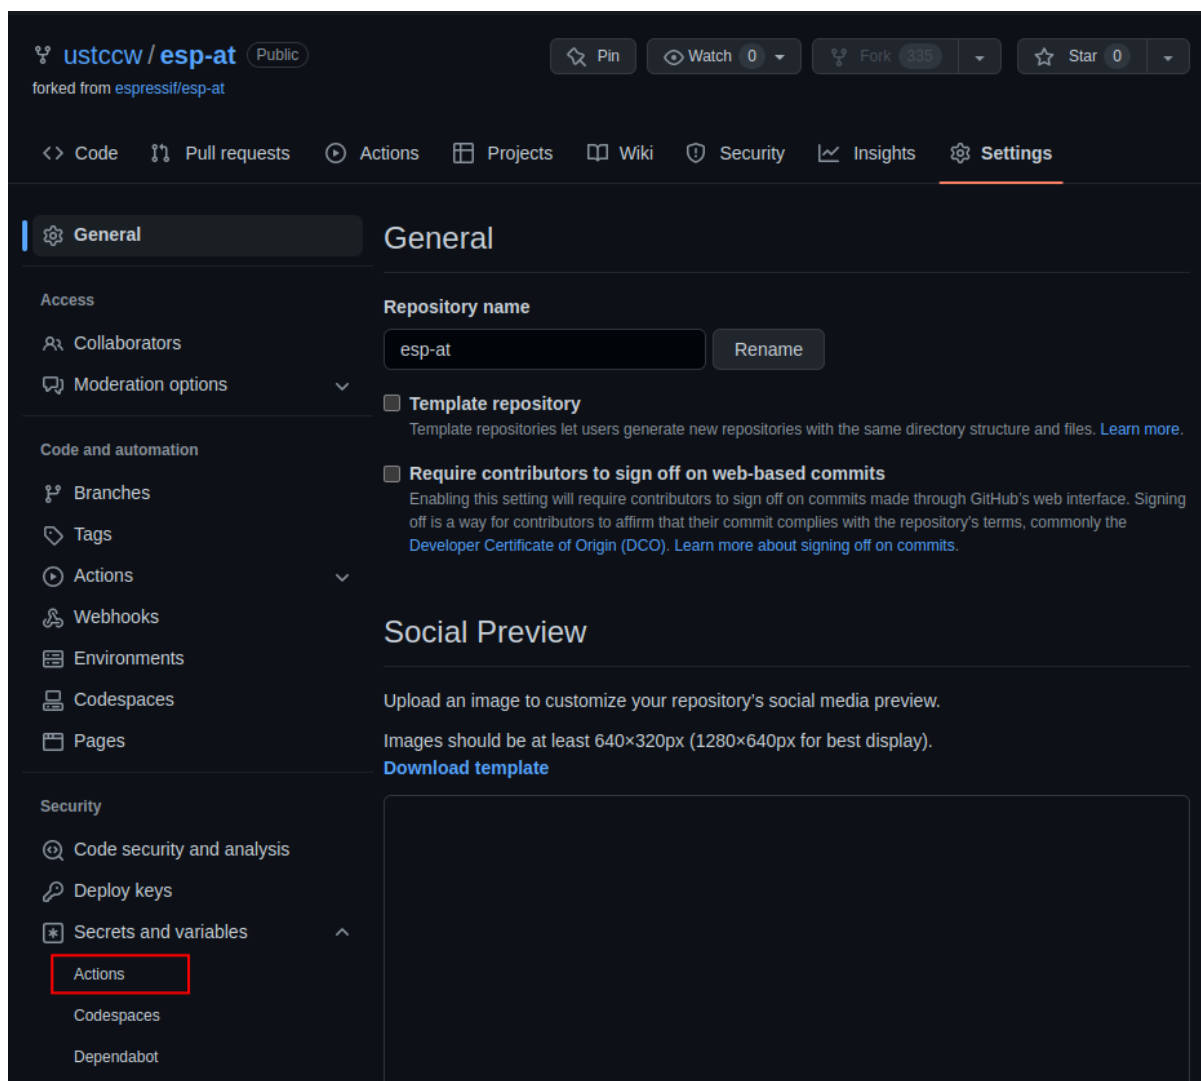 ustccw / esp-at Public
Pin
Watch 0
Fork 335
Star 0
forked from espressif/esp-at
Code
Pull requests
Actions
Projects
Wiki
Security
Insights
Settings
General
Access
Collaborators
Moderation options
Code and automation
Branches
Tags
Actions
Webhooks
Environments
Codespaces
Pages
Security
Code security and analysis
Deploy keys
Secrets and variables
Actions
Codespaces
Dependabot
General
Repository name
esp-at
Rename
Template repository
Template repositories let users generate new repositories with the same directory structure and files. Learn more.
Require contributors to sign off on web-based commits
Enabling this setting will require contributors to sign off on commits made through GitHub's web interface. Signing
off is a way for contributors to affirm that their commit complies with the repository's terms, commonly the
Developer Certificate of Origin (DCO). Learn more about signing off on commits.
Social Preview
Upload an image to customize your repository's social media preview.
Images should be at least 640×320px (1280×640px for best display).
Download template